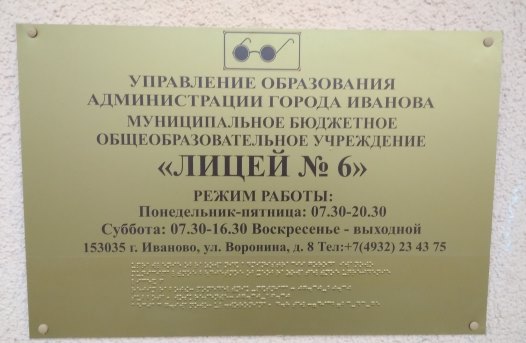 УПРАВЛЕНИЕ ОБРАЗОВАНИЯ
АДМИНИСТРАЦИИ ГОРОДА ИВАНОВА
МУНИЦИПАЛЬНОЕ БЮДЖЕТНОЕ
ОБЩЕОБРАЗОВАТЕЛЬНОЕ УЧРЕЖДЕНИЕ
«ЛИЦЕЙ № 6»
РЕЖИМ РАБОТЫ:
Понедельник-пятница: 07.30-20.30
Суббота: 07.30-16.30 Воскресенье - выходной
153035 г. Иваново, ул. Воронина, д. 8 Тел:+7(4932) 23 43 75